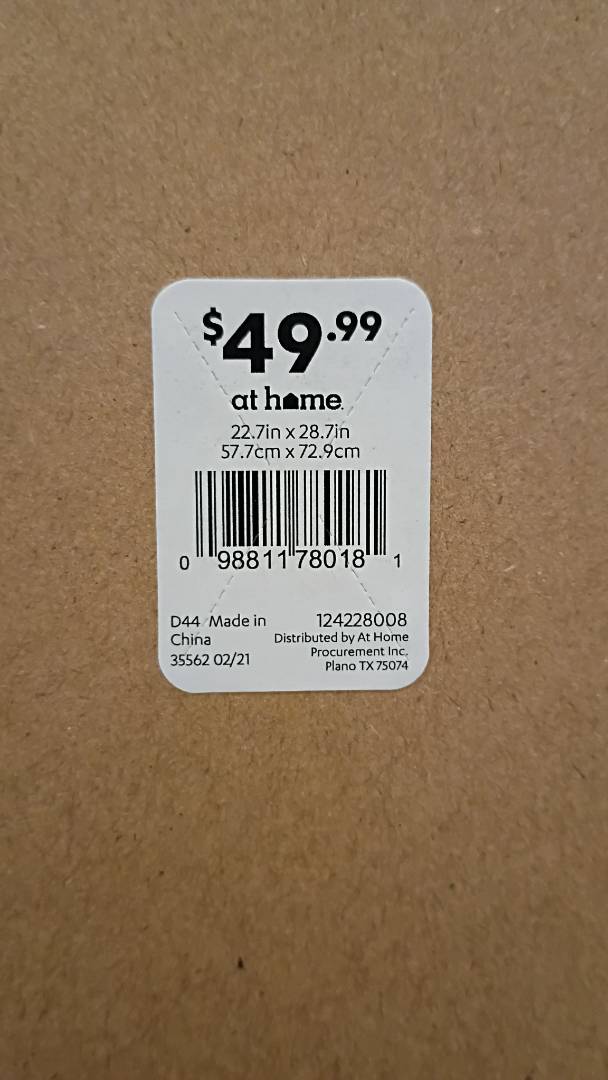 $49.99
at home
22.7in x 28.7in
57.7cm x 72.9cm
0 98811 78018 1
D44 Made in China
35562 02/21
124228008
Distributed by At Home
Procurement Inc.
Plano TX 75074